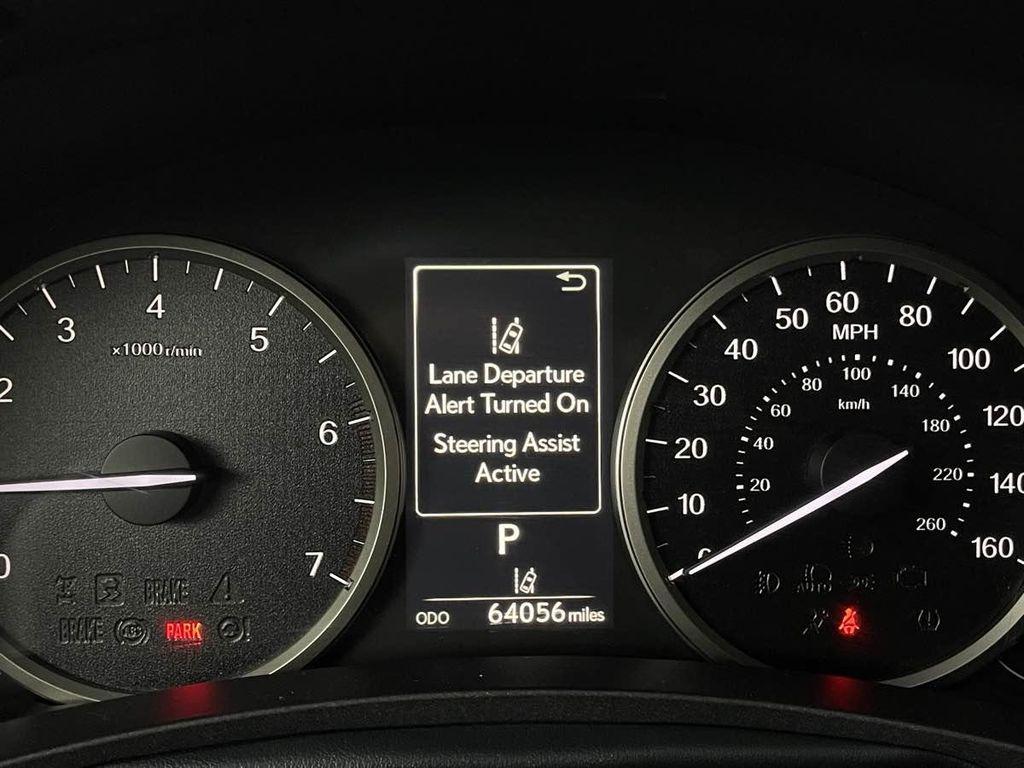 2
3
4
5
6
7
0
x1000 r/min
BRAKE
BRAKE
PARK
Lane Departure
Alert Turned On
Steering Assist
Active
P
ODO 64056 miles
0
10
20
30
40
50
60
80
100
120
140
160
MPH
20
40
60
80
100
140
180
220
260
km/h
AUTO